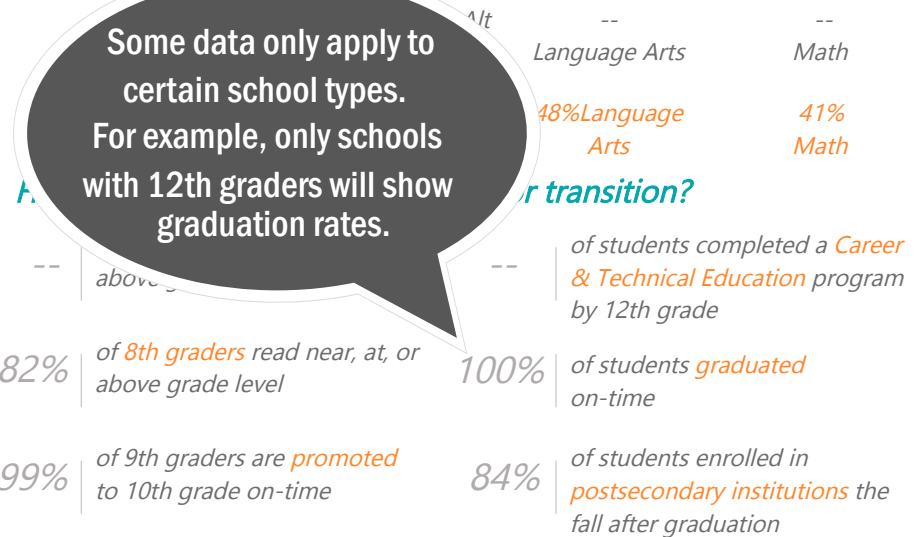 Alt -- --
Language Arts Math
Some data only apply to
certain school types.
For example, only schools
with 12th graders will show
graduation rates.
48%Language 41%
Arts Math
transition?
--
-- of students completed a Career
& Technical Education program
by 12th grade
82% of 8th graders read near, at, or
above grade level
100% of students graduated
on-time
99% of 9th graders are promoted
to 10th grade on-time
84% of students enrolled in
postsecondary institutions the
fall after graduation